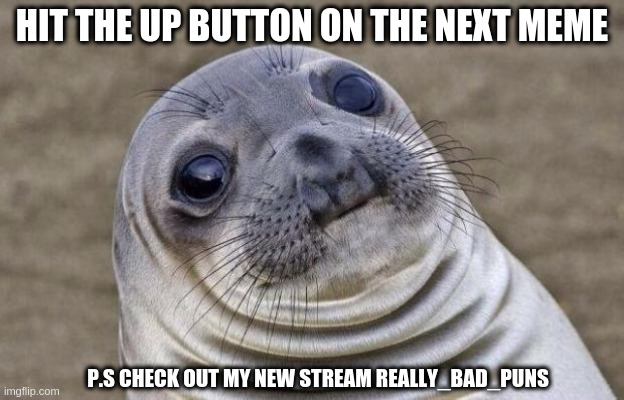 HIT THE UP BUTTON ON THE NEXT MEME
P.S CHECK OUT MY NEW STREAM REALLY_BAD_PUNS
imgflip.com